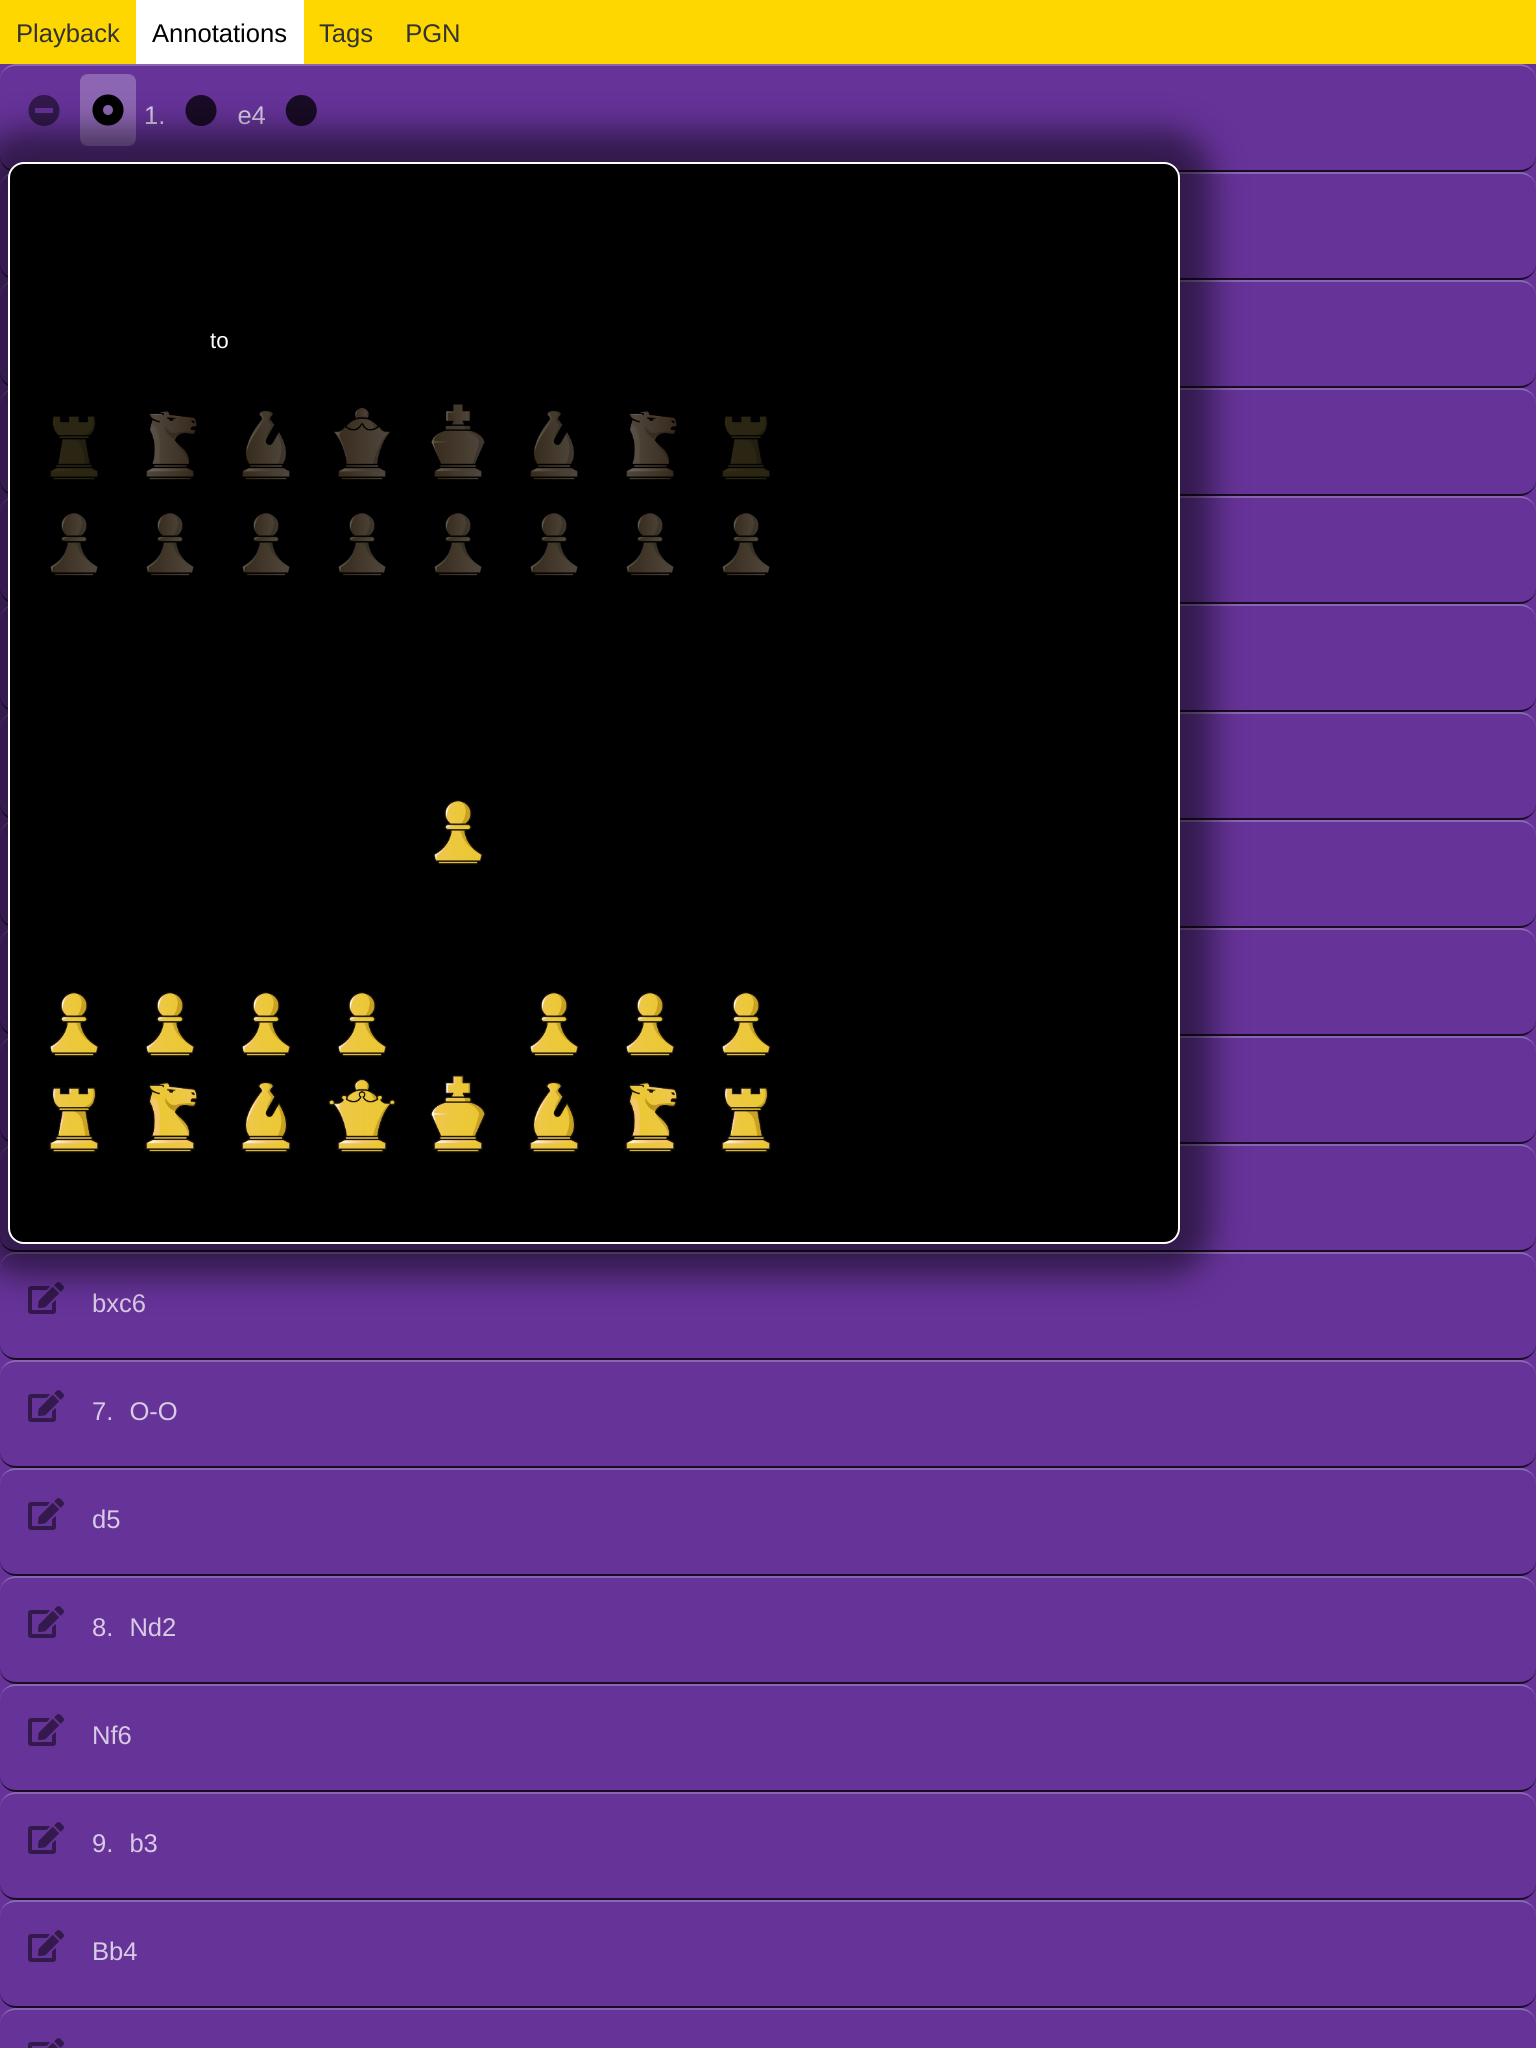 Playback Annotations Tags PGN
1. e4
to
bxc6
7. O-O
d5
8. Nd2
Nf6
9. b3
Bb4